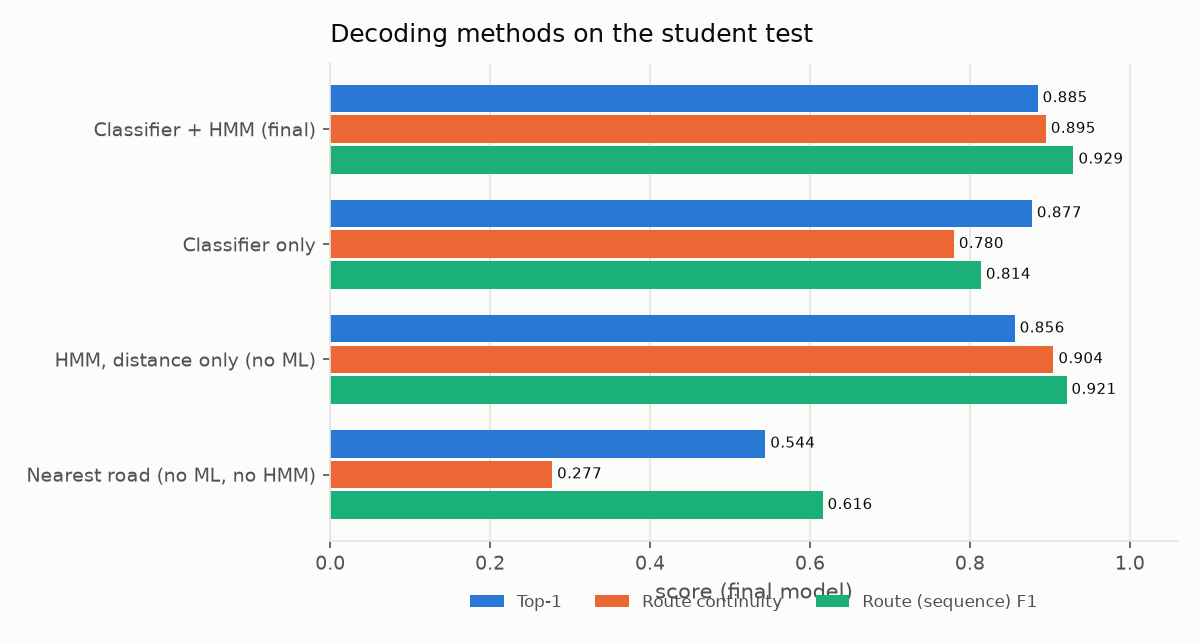 Decoding methods on the student test
Classifier + HMM (final)
0.885
0.895
0.929
Classifier only
0.877
0.780
0.814
HMM, distance only (no ML)
0.856
0.904
0.921
Nearest road (no ML, no HMM)
0.544
0.277
0.616
0.0 0.2 0.4 0.6 0.8 1.0
score (final model)
Top-1 Route continuity Route (sequence) F1